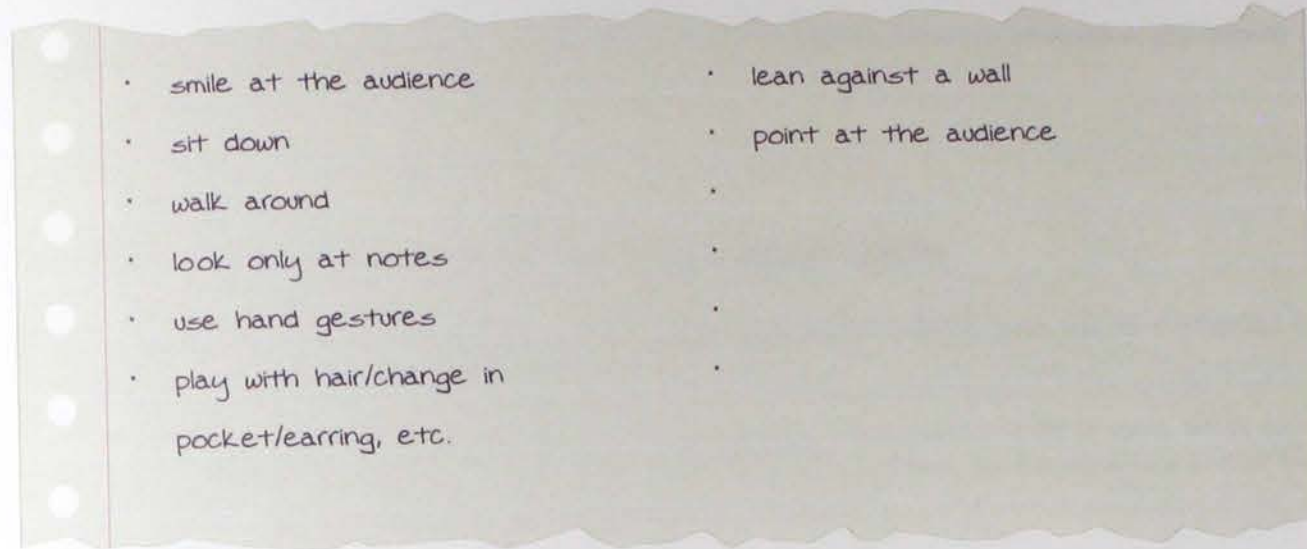 · smile at the audience
· sit down
· walk around
· look only at notes
· use hand gestures
· play with hair/change in
pocket/earring, etc.
· lean against a wall
· point at the audience
·
·
·
·